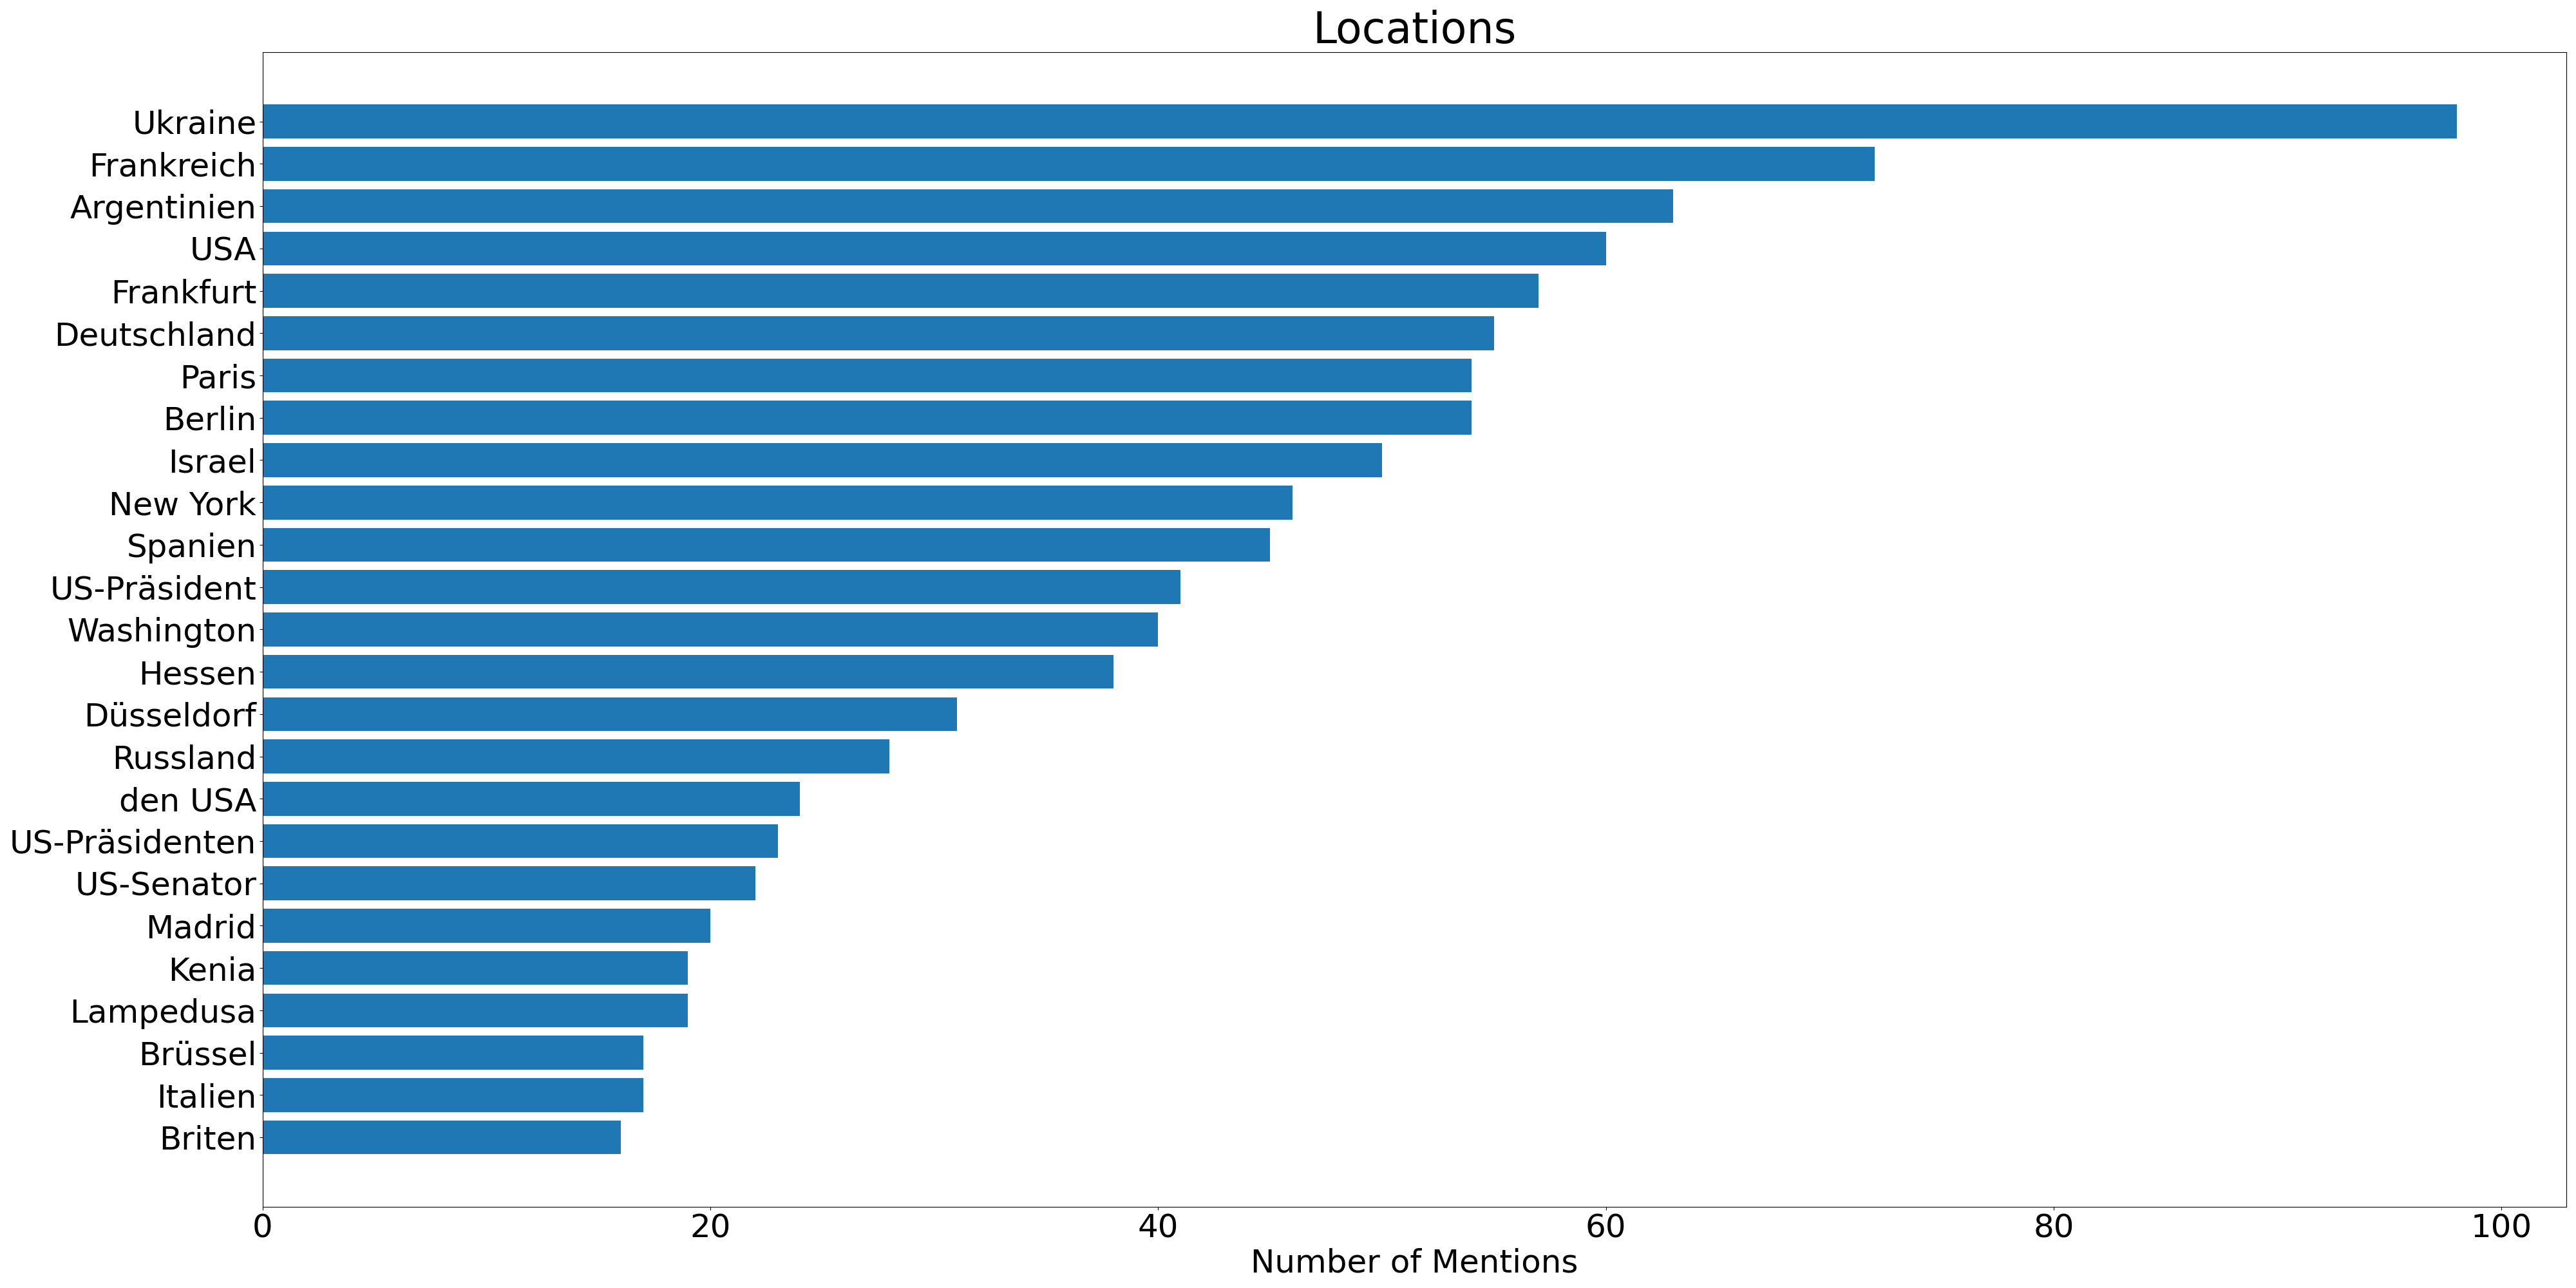 Locations
Ukraine
Frankreich
Argentinien
USA
Frankfurt
Deutschland
Paris
Berlin
Israel
New York
Spanien
US-Präsident
Washington
Hessen
Düsseldorf
Russland
den USA
US-Präsidenten
US-Senator
Madrid
Kenia
Lampedusa
Brüssel
Italien
Briten
0 20 40 60 80 100
Number of Mentions